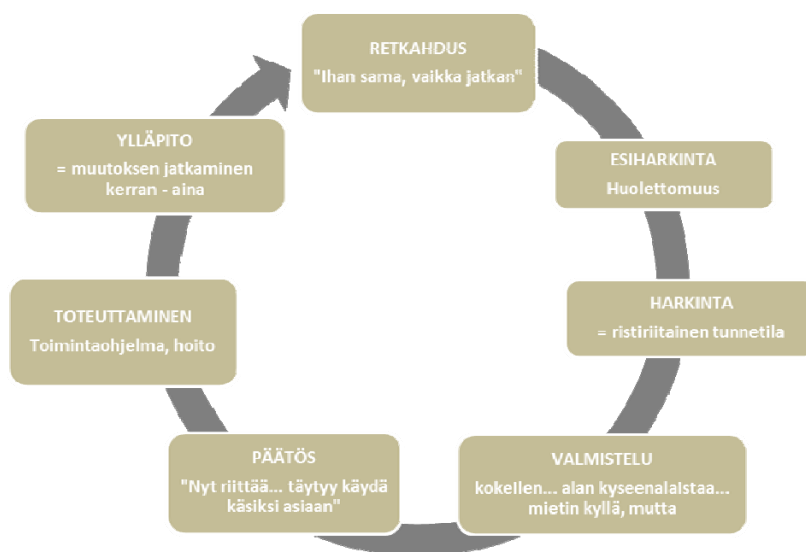 RETKAHDUS
"Ihan sama, vaikka jatkan"
ESIHARKINTA
Huolettomuus
HARKINTA
= ristiriitainen tunnetila
VALMISTELU
kokeilen... alan kyseenalaistaa...
mietin kyllä, mutta
PÄÄTÖS
"Nyt riittää... täytyy käydä
käsiksi asiaan"
TOTEUTTAMINEN
Toimintaohjelma, hoito
YLLÄPITO
= muutoksen jatkaminen
kerran - aina